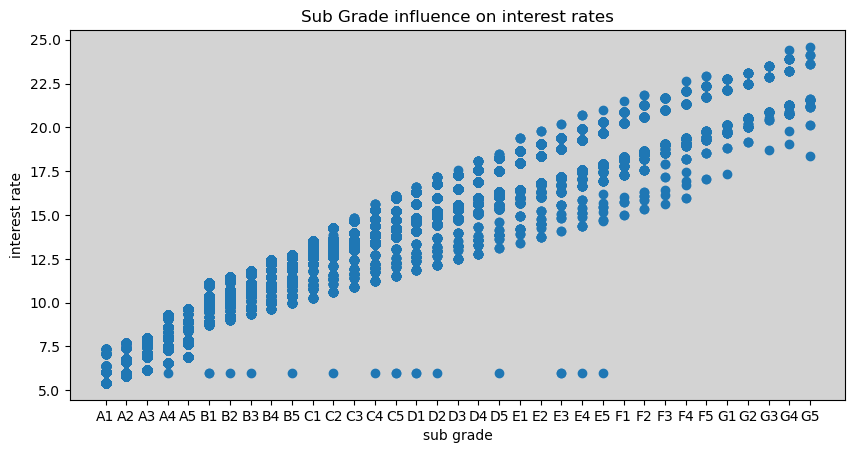 Sub Grade influence on interest rates
interest rate
25.0
22.5
20.0
17.5
15.0
12.5
10.0
7.5
5.0
A1 A2 A3 A4 A5 B1 B2 B3 B4 B5 C1 C2 C3 C4 C5 D1 D2 D3 D4 D5 E1 E2 E3 E4 E5 F1 F2 F3 F4 F5 G1 G2 G3 G4 G5
sub grade